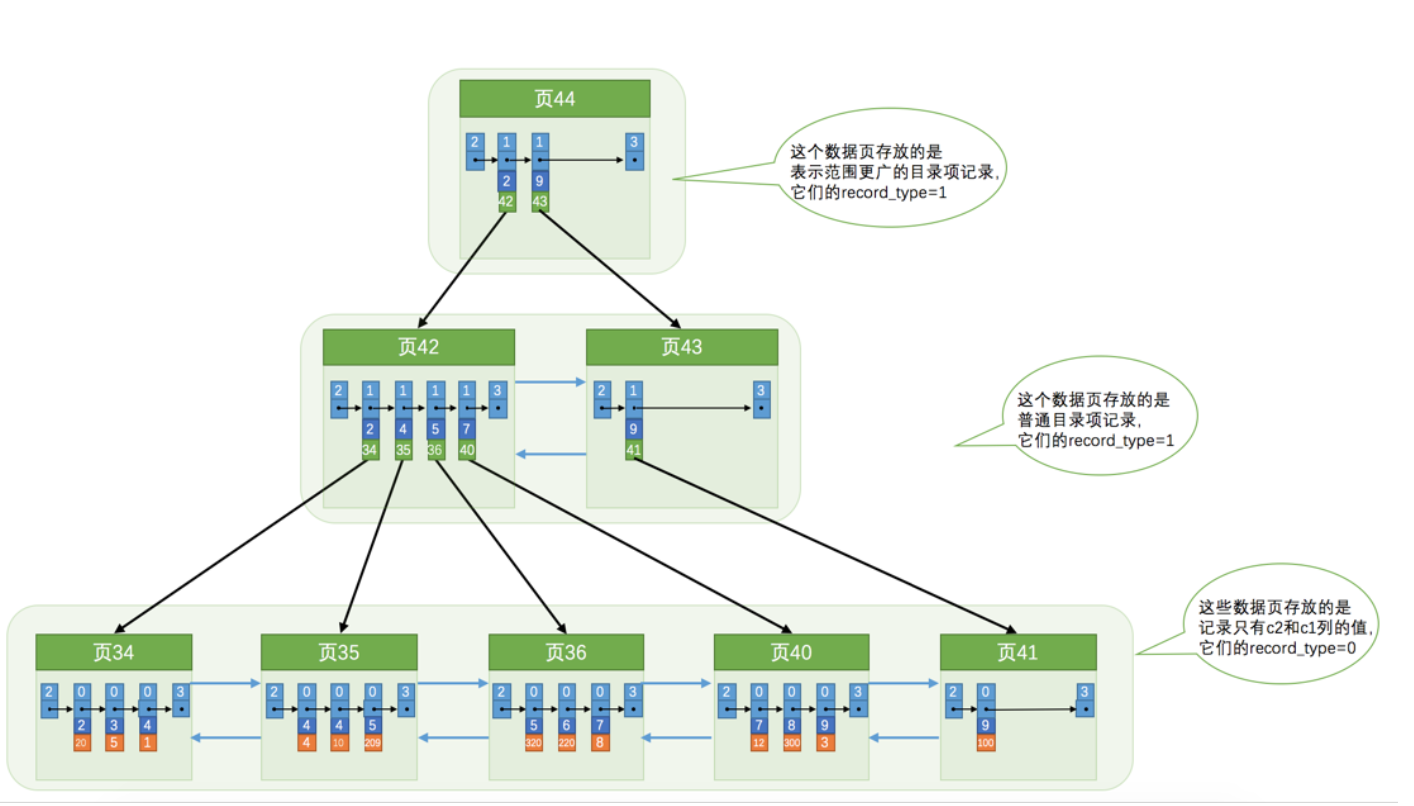 页44
2 1 1 3
2 9
42 43
这个数据页存放的是
表示范围更广的目录项记录，
它们的record_type=1
页42
2 1 1 1 1 3
2 4 5 7
34 35 36 40
页43
2 1 3
9
41
这个数据页存放的是
普通目录项记录，
它们的record_type=1
页34
2 0 0 0 3
2 3 4
20 5 1
页35
2 0 0 0 3
4 4 5
4 10 209
页36
2 0 0 0 3
5 6 7
320 220 8
页40
2 0 0 0 3
7 8 9
12 300 3
页41
2 0 3
9
100
这些数据页存放的是
记录只有c2和c1列的值，
它们的record_type=0